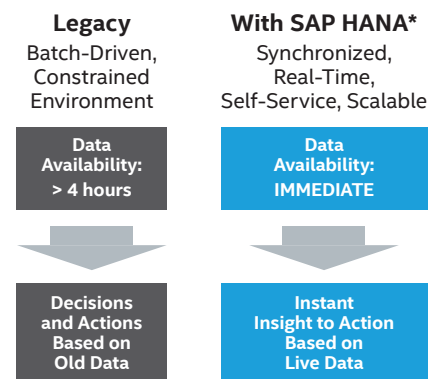 Legacy
Batch-Driven,
Constrained
Environment
Data
Availability:
> 4 hours
Decisions
and Actions
Based on
Old Data
With SAP HANA*
Synchronized,
Real-Time,
Self-Service, Scalable
Data
Availability:
IMMEDIATE
Instant
Insight to Action
Based on
Live Data